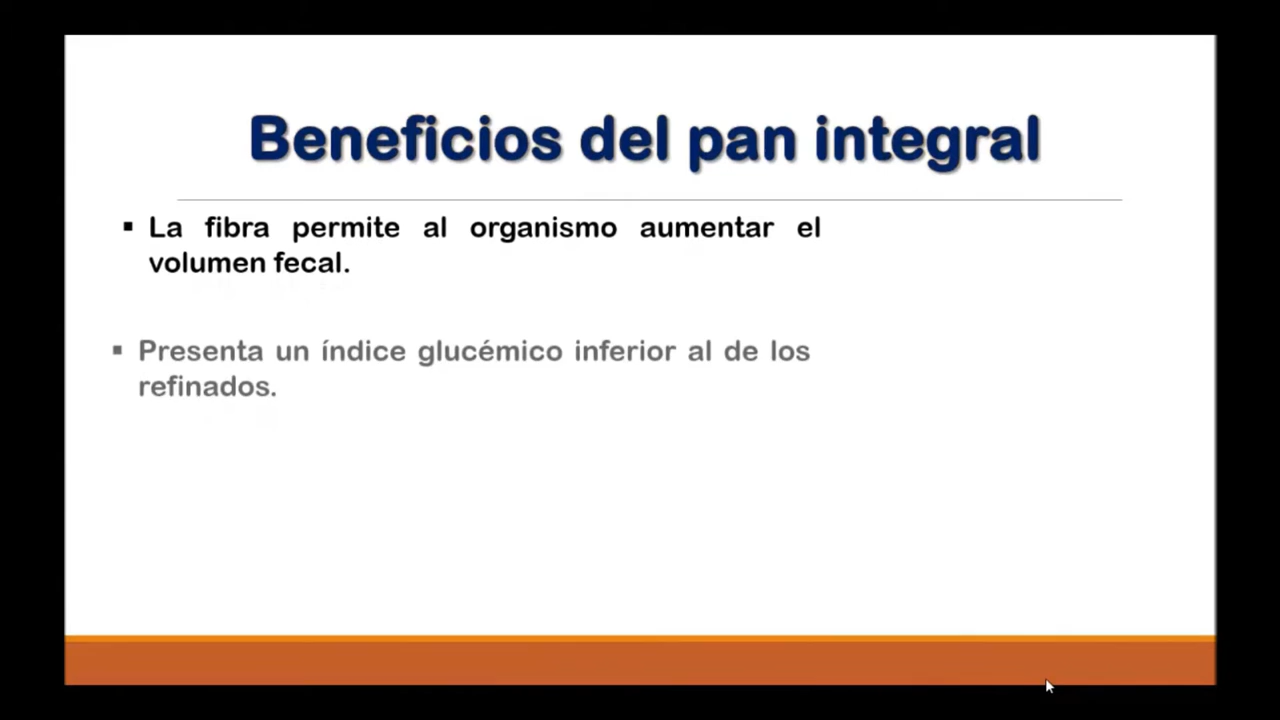 Beneficios del pan integral
▪ La fibra permite al organismo aumentar el
volumen fecal.
▪ Presenta un índice glucémico inferior al de los
refinados.